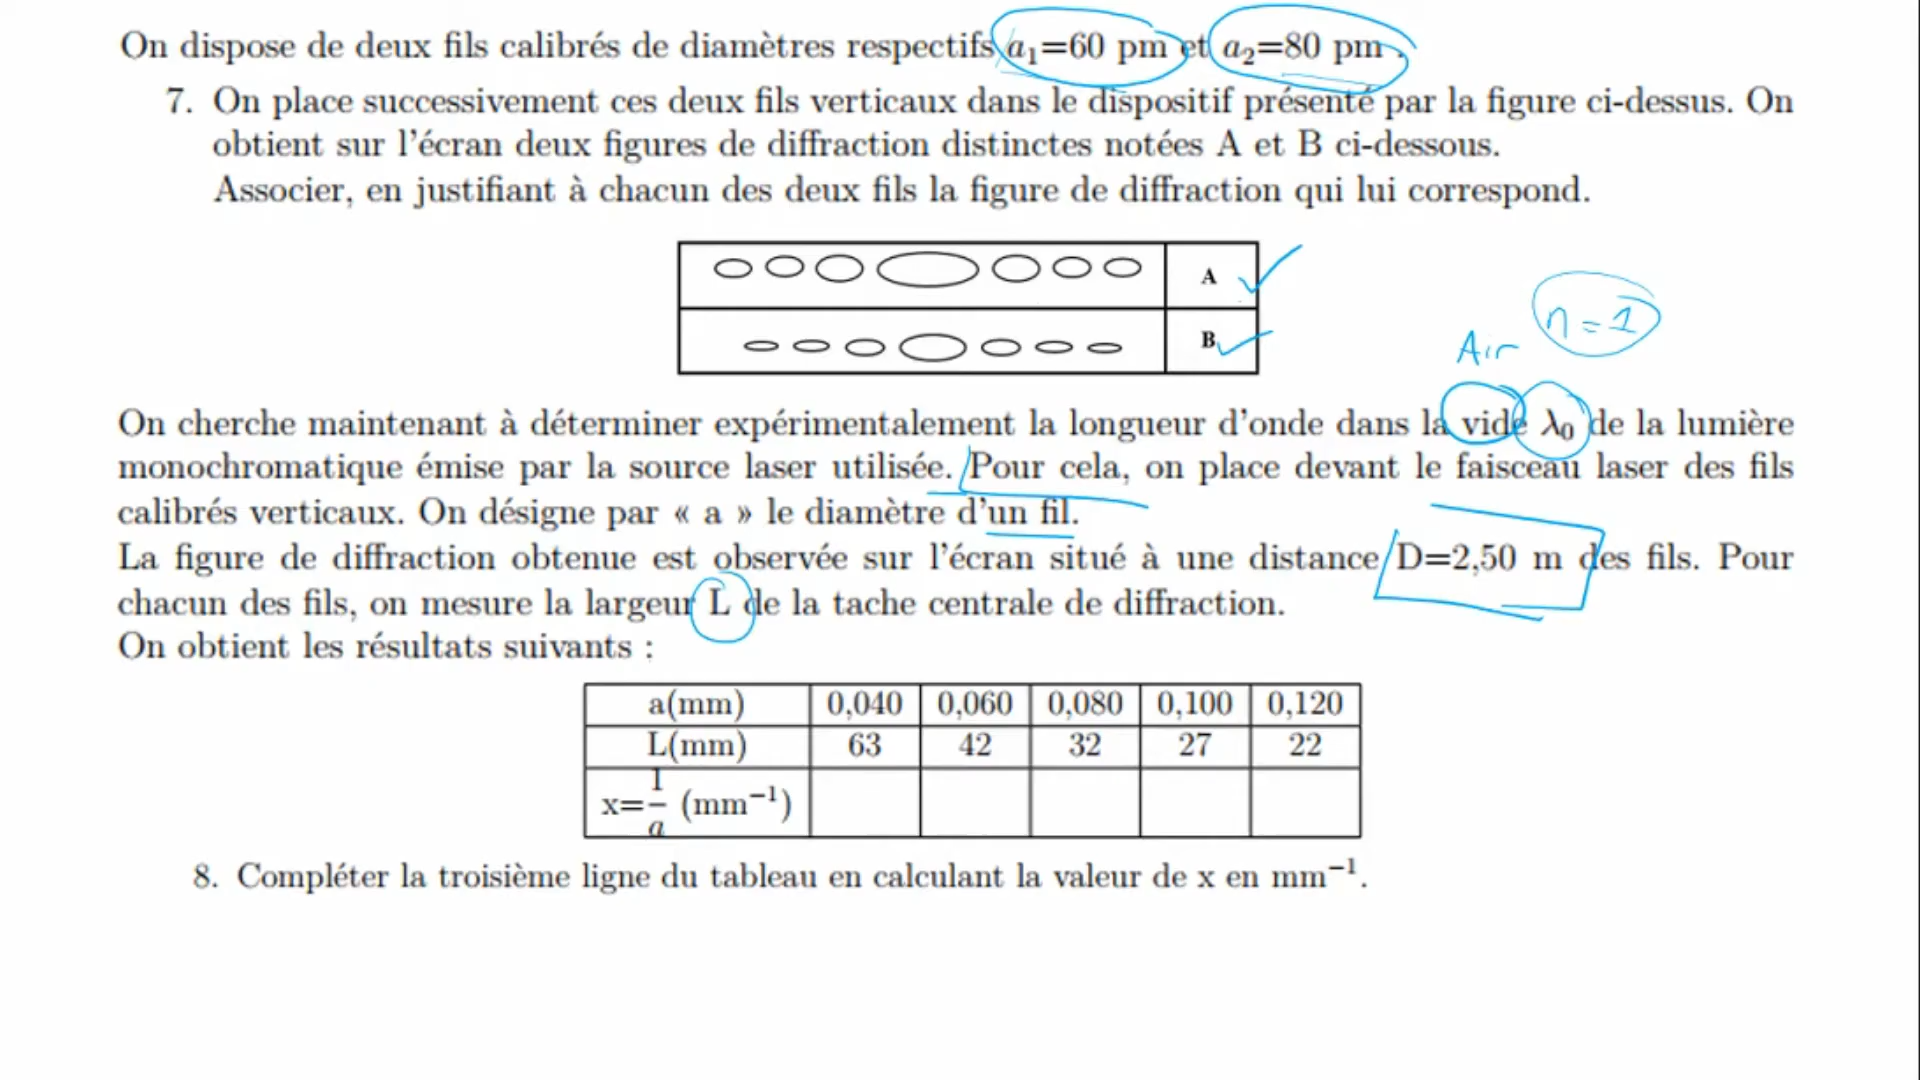 On dispose de deux fils calibrés de diamètres respectifs a₁=60 pm et a₂=80 pm.
7. On place successivement ces deux fils verticaux dans le dispositif présenté par la figure ci-dessus. On
obtient sur l'écran deux figures de diffraction distinctes notées A et B ci-dessous.
Associer, en justifiant à chacun des deux fils la figure de diffraction qui lui correspond.
A
B
n = 1
Air
On cherche maintenant à déterminer expérimentalement la longueur d'onde dans la vide λ₀ de la lumière
monochromatique émise par la source laser utilisée. Pour cela, on place devant le faisceau laser des fils
calibrés verticaux. On désigne par « a » le diamètre d'un fil.
La figure de diffraction obtenue est observée sur l'écran situé à une distance D=2,50 m des fils. Pour
chacun des fils, on mesure la largeur L de la tache centrale de diffraction.
On obtient les résultats suivants :
a(mm) 0,040 0,060 0,080 0,100 0,120
L(mm) 63 42 32 27 22
x=1/a (mm⁻¹)
8. Compléter la troisième ligne du tableau en calculant la valeur de x en mm⁻¹.